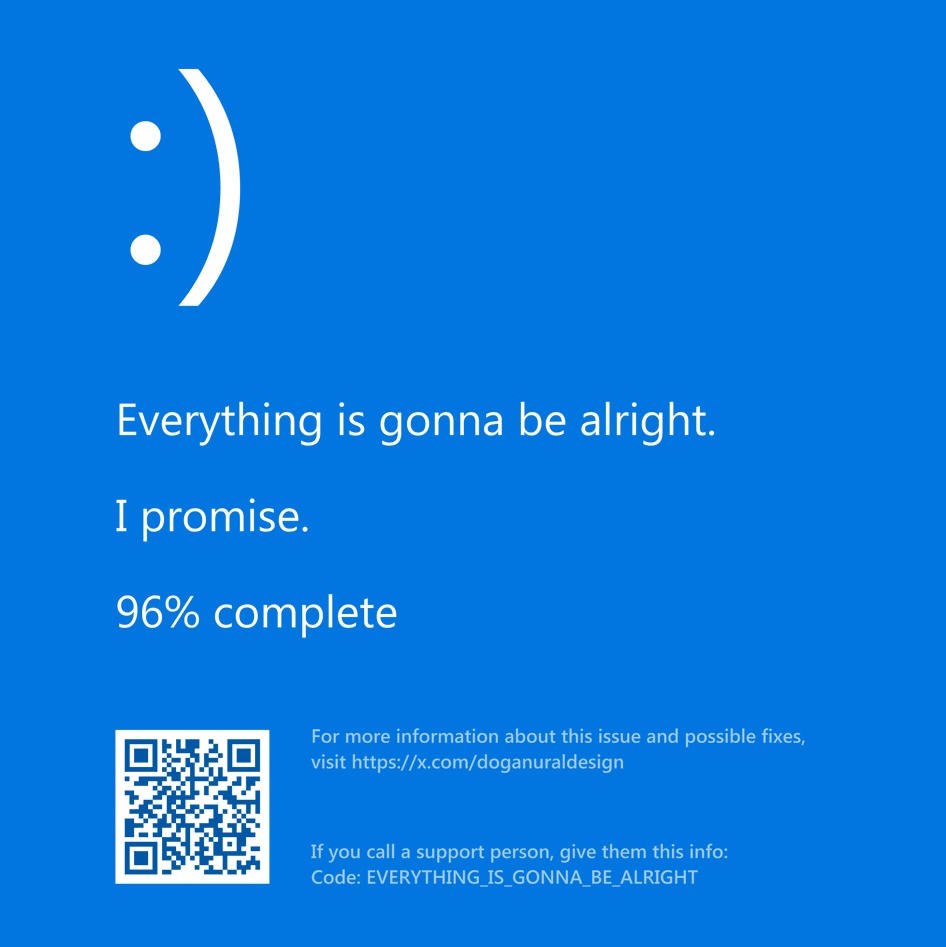 :)
Everything is gonna be alright.
I promise.
96% complete
For more information about this issue and possible fixes,
visit https://x.com/doganuraldesign
If you call a support person, give them this info:
Code: EVERYTHING_IS_GONNA_BE_ALRIGHT